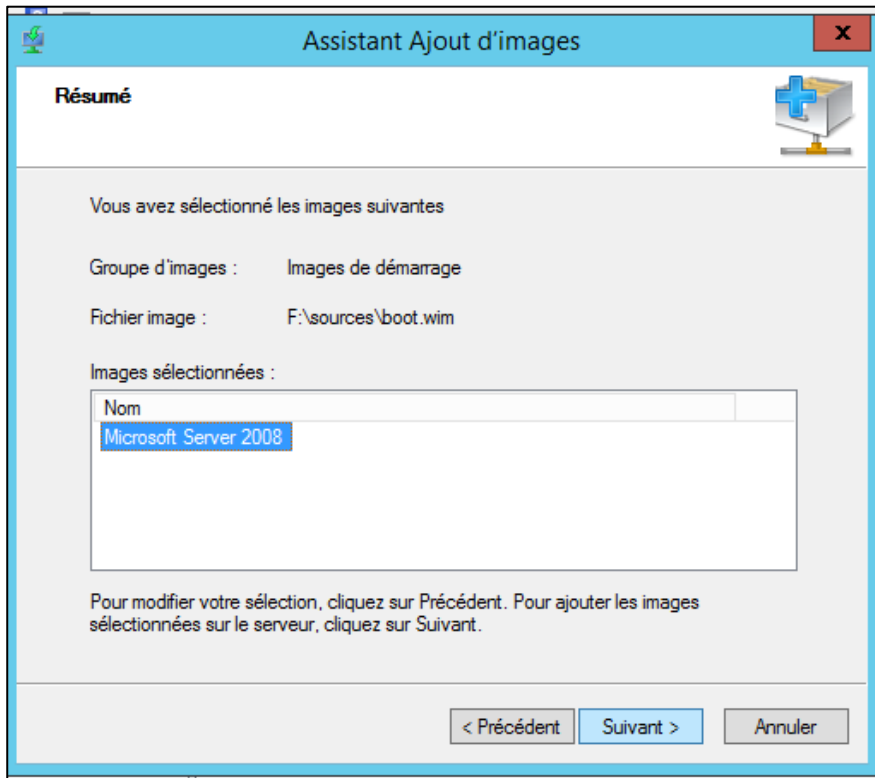 Assistant Ajout d'images
x
Résumé
Vous avez sélectionné les images suivantes
Groupe d'images : Images de démarrage
Fichier image : F:\sources\boot.wim
Images sélectionnées :
Nom
Microsoft Server 2008
Pour modifier votre sélection, cliquez sur Précédent. Pour ajouter les images
sélectionnées sur le serveur, cliquez sur Suivant.
< Précédent Suivant > Annuler